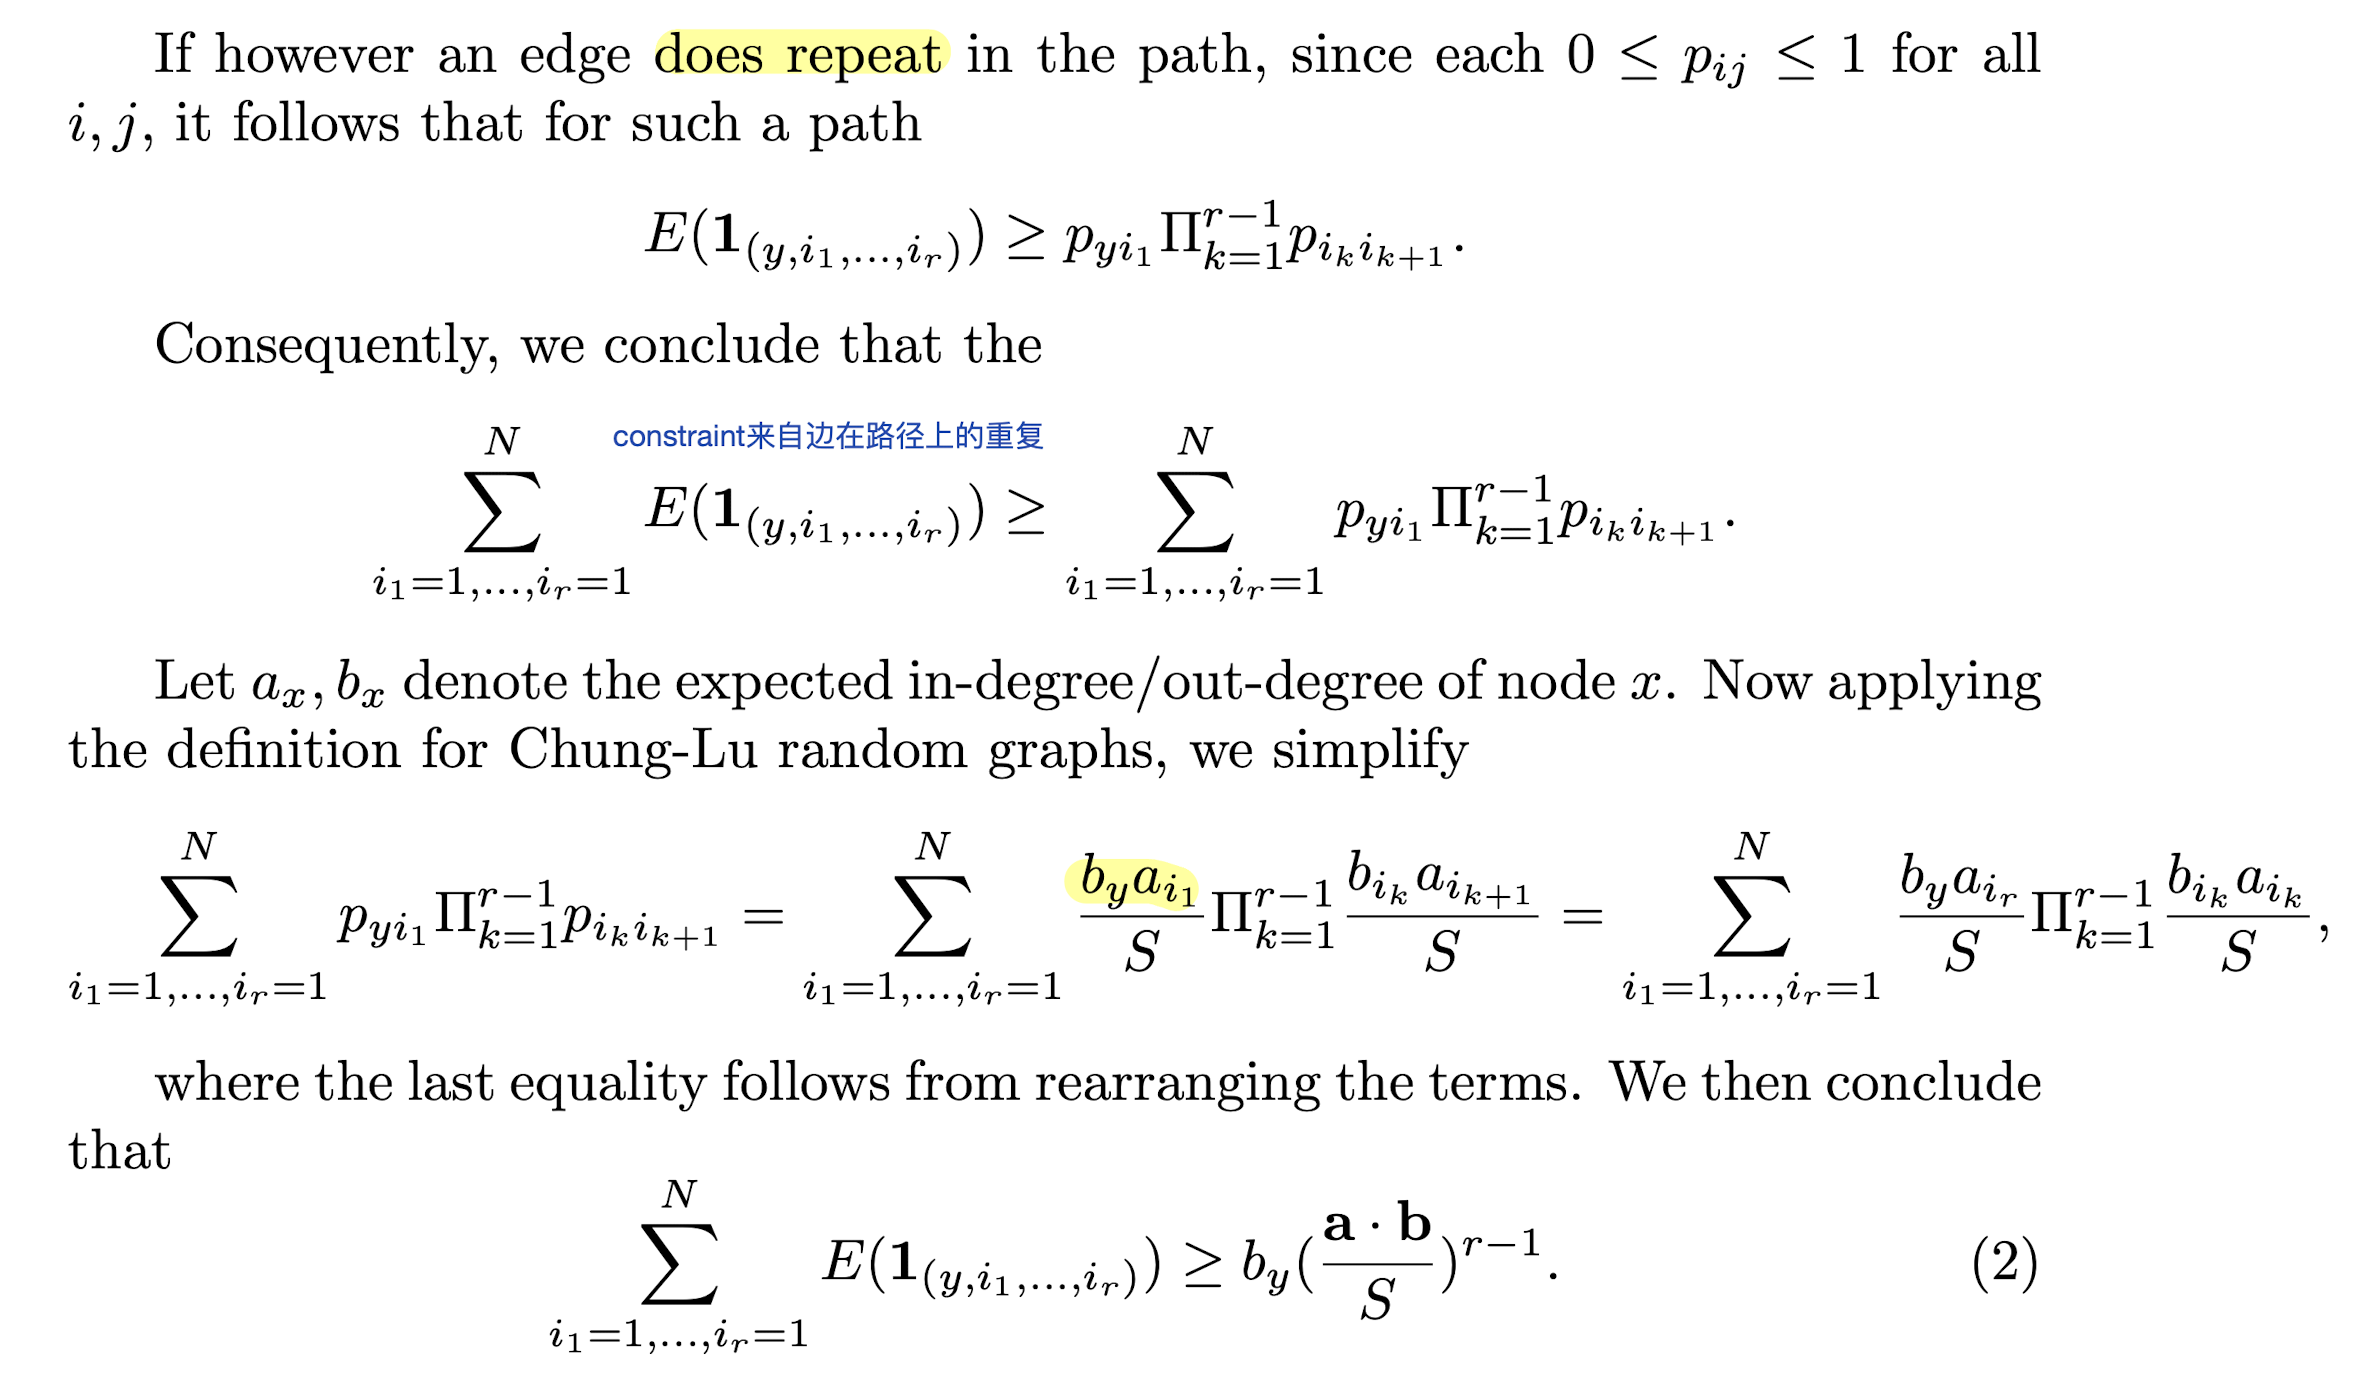 If however an edge does repeat in the path, since each 0 ≤ p_{ij} ≤ 1 for all
i, j, it follows that for such a path
E(𝟏_{(y,i_1,...,i_r)}) ≥ p_{yi_1} Π_{k=1}^{r−1} p_{i_k i_{k+1}}.
Consequently, we conclude that the
constraint来自边在路径上的重复
∑_{i_1=1,...,i_r=1}^{N} E(𝟏_{(y,i_1,...,i_r)}) ≥ ∑_{i_1=1,...,i_r=1}^{N} p_{yi_1} Π_{k=1}^{r−1} p_{i_k i_{k+1}}.
Let a_x, b_x denote the expected in-degree/out-degree of node x. Now applying
the definition for Chung-Lu random graphs, we simplify
∑_{i_1=1,...,i_r=1}^{N} p_{yi_1} Π_{k=1}^{r−1} p_{i_k i_{k+1}} = ∑_{i_1=1,...,i_r=1}^{N} \frac{b_y a_{i_1}}{S} Π_{k=1}^{r−1} \frac{b_{i_k} a_{i_{k+1}}}{S} = ∑_{i_1=1,...,i_r=1}^{N} \frac{b_y a_{i_r}}{S} Π_{k=1}^{r−1} \frac{b_{i_k} a_{i_k}}{S},
where the last equality follows from rearranging the terms. We then conclude
that
∑_{i_1=1,...,i_r=1}^{N} E(𝟏_{(y,i_1,...,i_r)}) ≥ b_y(\frac{𝐚 · 𝐛}{S})^{r−1}. (2)